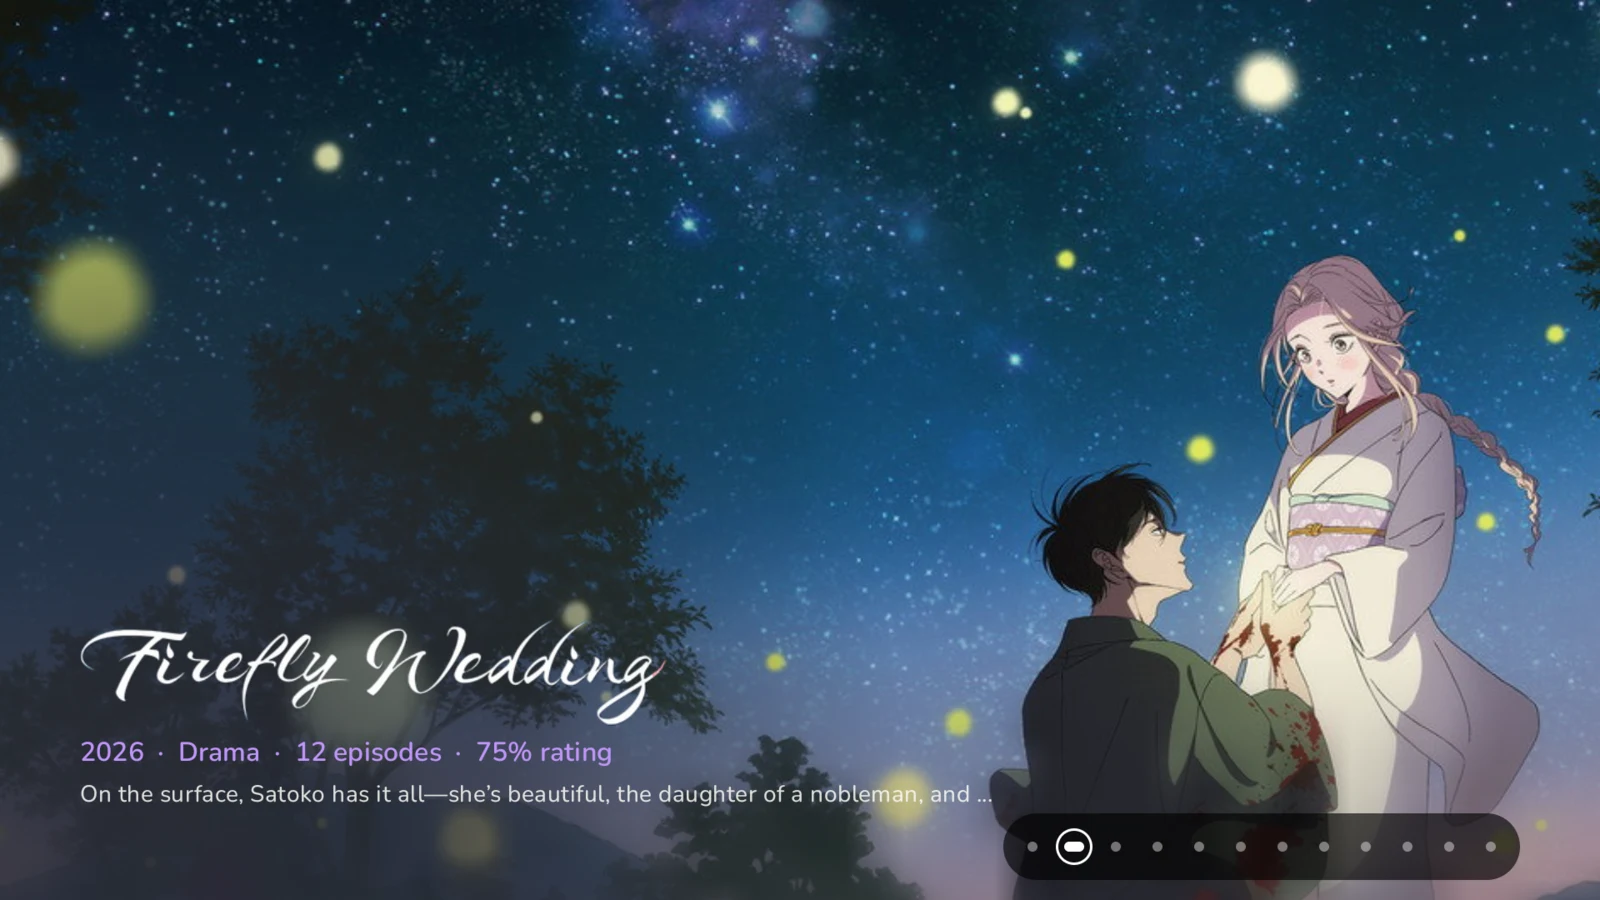 Firefly Wedding
2026 · Drama · 12 episodes · 75% rating
On the surface, Satoko has it all—she’s beautiful, the daughter of a nobleman, and ...